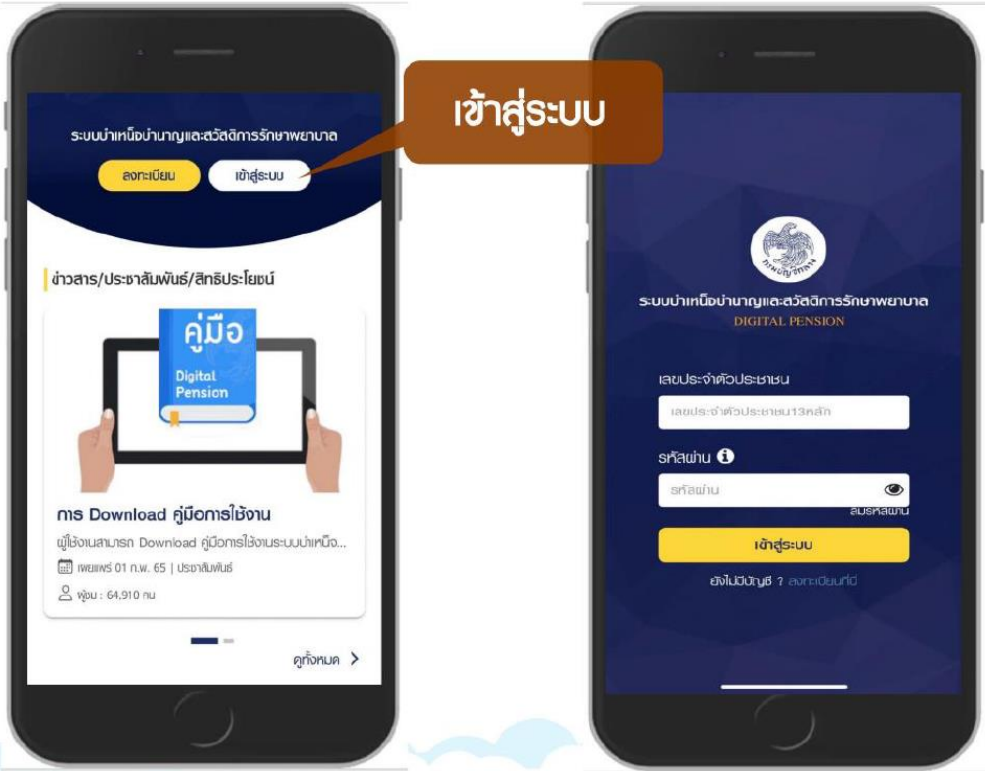 เข้าสู่ระบบ
ระบบบำเหน็จบำนาญและสวัสดิการรักษาพยาบาล
ลงทะเบียน
เข้าสู่ระบบ
ข่าวสาร/ประชาสัมพันธ์/สิทธิประโยชน์
คู่มือ
Digital
Pension
การ Download คู่มือการใช้งาน
ผู้ใช้งานสามารถ Download คู่มือการใช้งานระบบบำเหน็จ...
เผยแพร่ 01 ก.พ. 65 | ประชาสัมพันธ์
ผู้ชม : 64,910 คน
ดูทั้งหมด >
กรมบัญชีกลาง
ระบบบำเหน็จบำนาญและสวัสดิการรักษาพยาบาล
DIGITAL PENSION
เลขประจำตัวประชาชน
เลขประจำตัวประชาชน13หลัก
รหัสผ่าน
รหัสผ่าน
ลืมรหัสผ่าน
เข้าสู่ระบบ
ยังไม่มีบัญชี ? ลงทะเบียนที่นี่